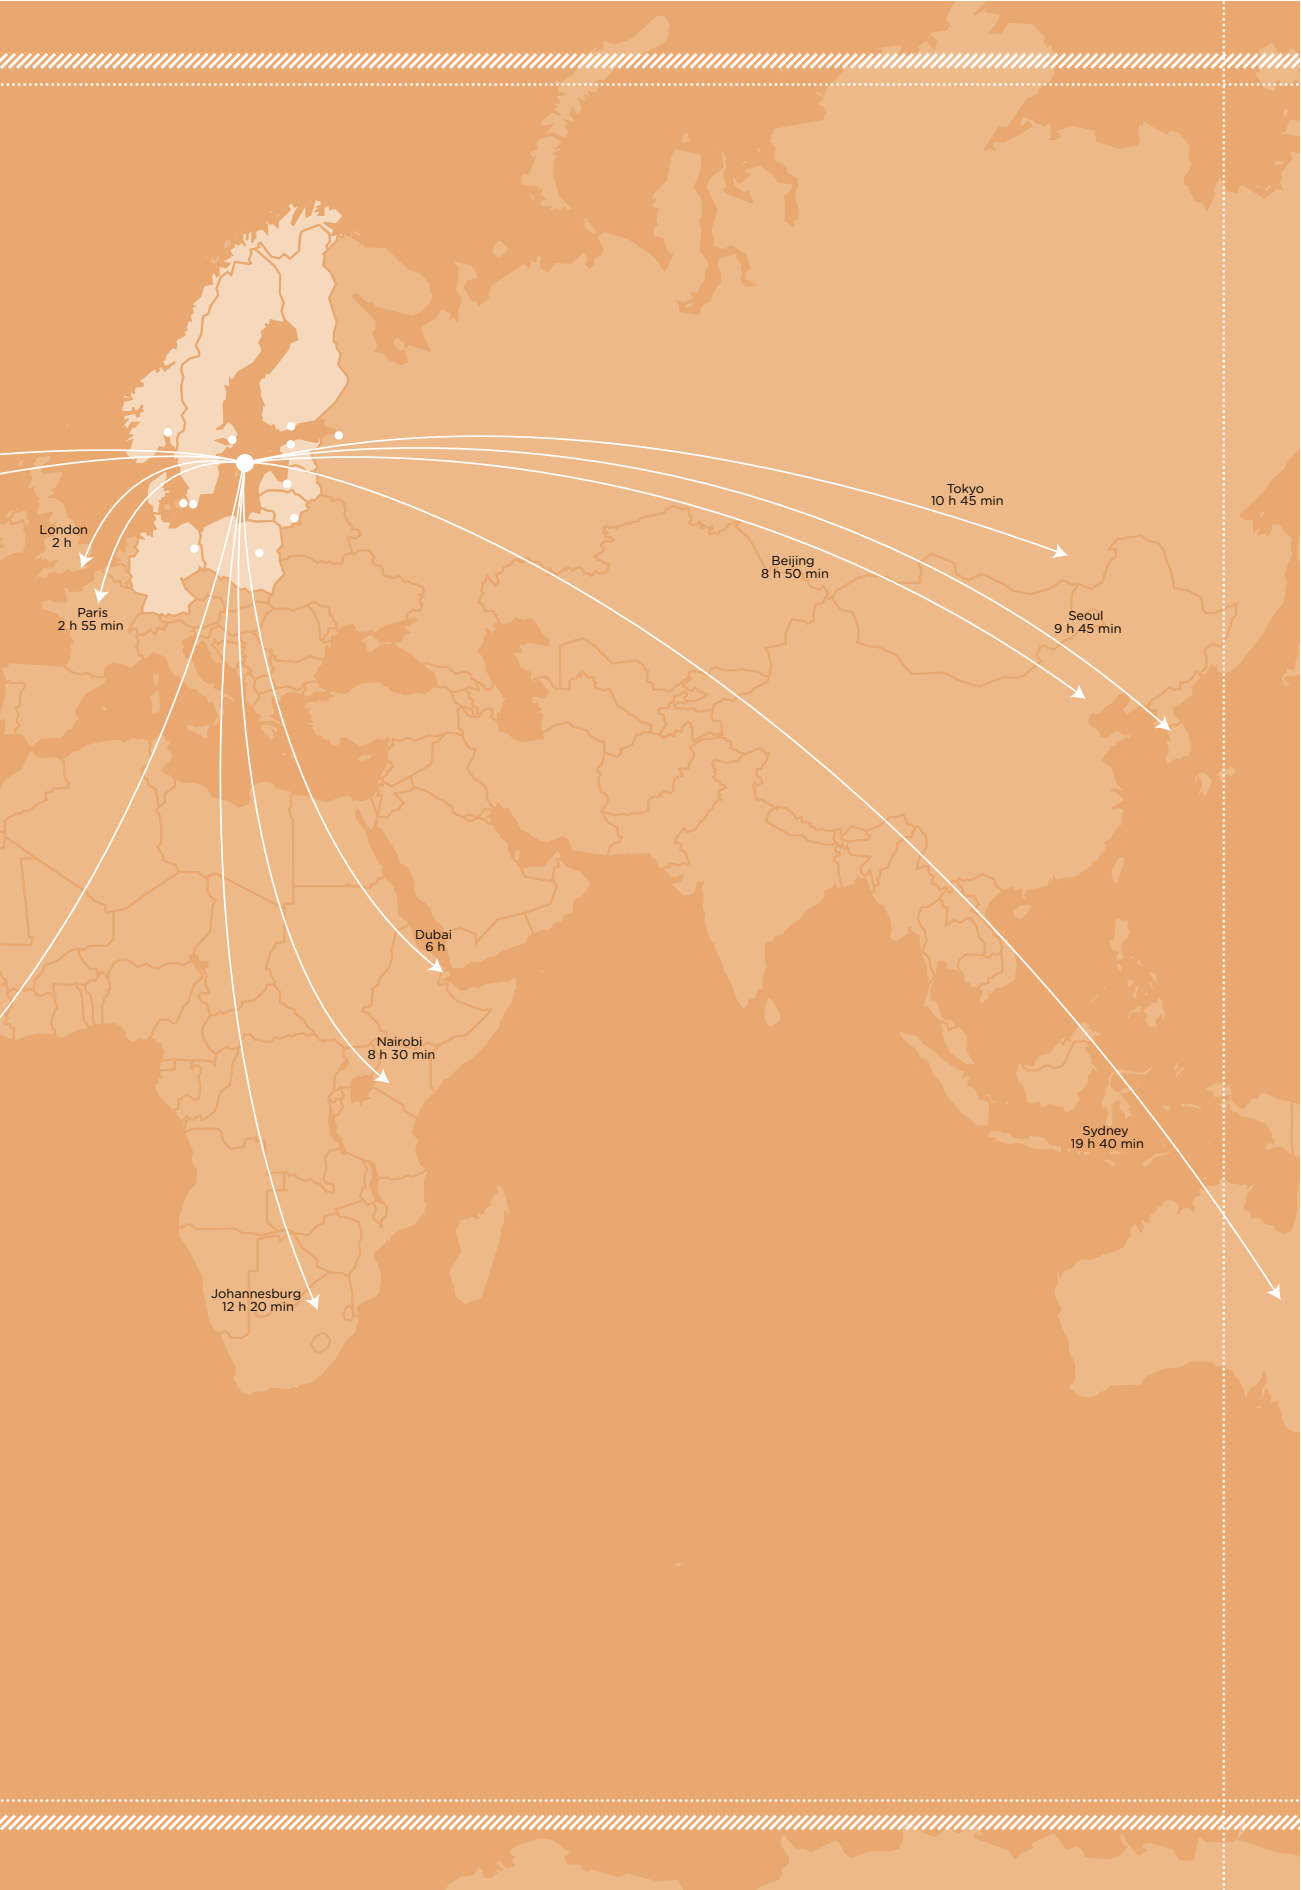 Tokyo
10 h 45 min
London
2 h
Beijing
8 h 50 min
Paris
2 h 55 min
Seoul
9 h 45 min
Dubai
6 h
Nairobi
8 h 30 min
Sydney
19 h 40 min
Johannesburg
12 h 20 min